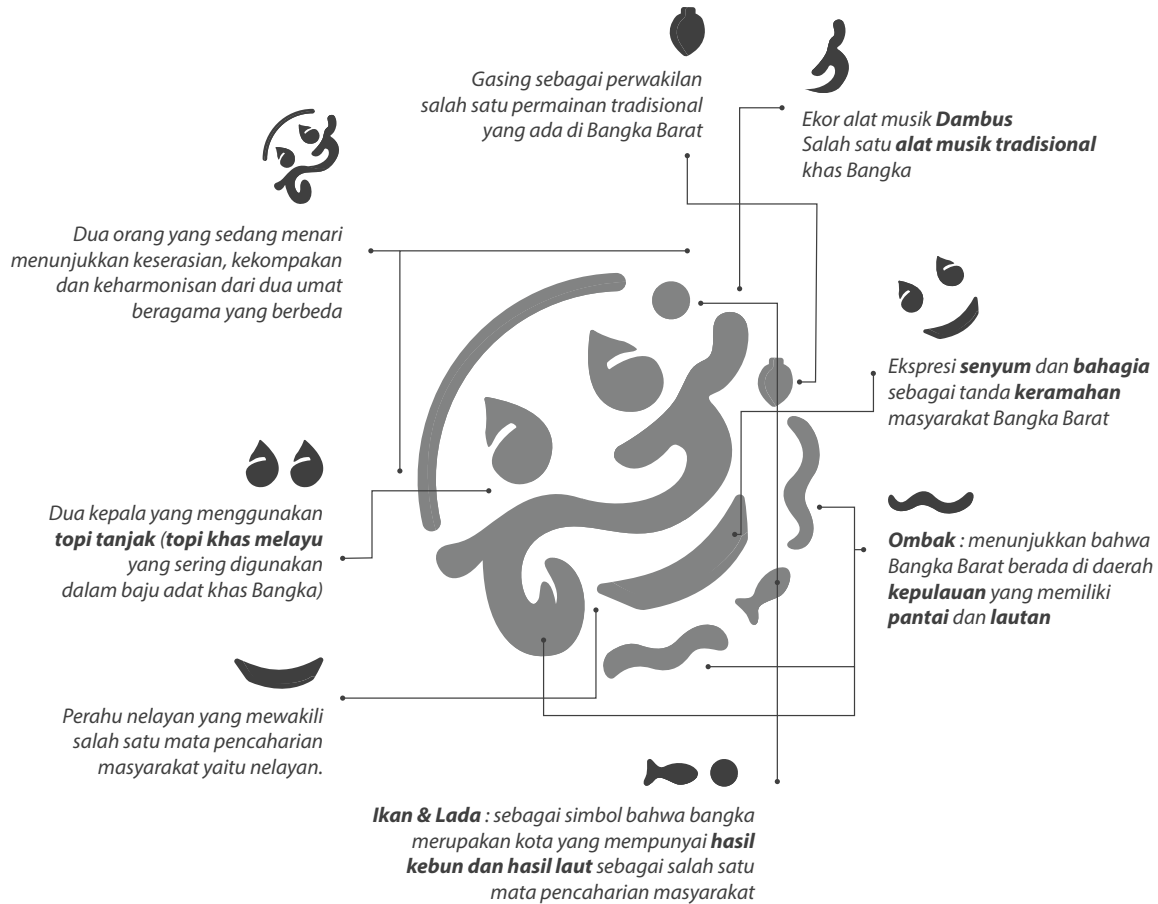 Gasing sebagai perwakilan
salah satu permainan tradisional
yang ada di Bangka Barat
Ekor alat musik Dambus
Salah satu alat musik tradisional
khas Bangka
Dua orang yang sedang menari
menunjukkan keserasian, kekompakan
dan keharmonisan dari dua umat
beragama yang berbeda
Ekspresi senyum dan bahagia
sebagai tanda keramahan
masyarakat Bangka Barat
Dua kepala yang menggunakan
topi tanjak (topi khas melayu
yang sering digunakan
dalam baju adat khas Bangka)
Ombak : menunjukkan bahwa
Bangka Barat berada di daerah
kepulauan yang memiliki
pantai dan lautan
Perahu nelayan yang mewakili
salah satu mata pencaharian
masyarakat yaitu nelayan.
Ikan & Lada : sebagai simbol bahwa bangka
merupakan kota yang mempunyai hasil
kebun dan hasil laut sebagai salah satu
mata pencaharian masyarakat